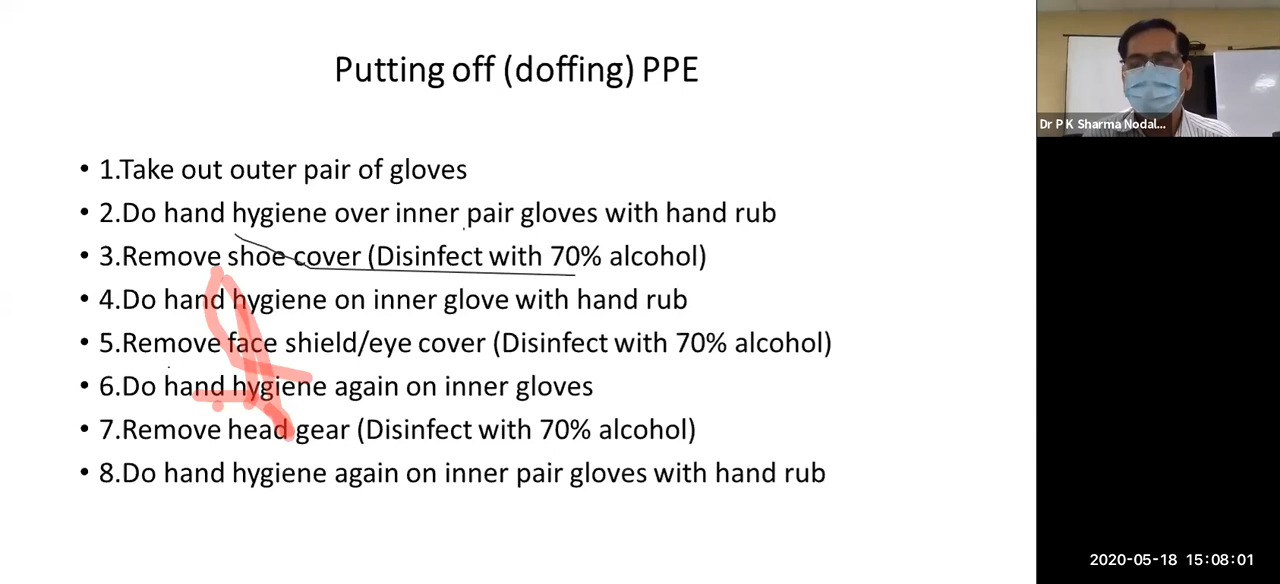 Putting off (doffing) PPE
• 1.Take out outer pair of gloves
• 2.Do hand hygiene over inner pair gloves with hand rub
• 3.Remove shoe cover (Disinfect with 70% alcohol)
• 4.Do hand hygiene on inner glove with hand rub
• 5.Remove face shield/eye cover (Disinfect with 70% alcohol)
• 6.Do hand hygiene again on inner gloves
• 7.Remove head gear (Disinfect with 70% alcohol)
• 8.Do hand hygiene again on inner pair gloves with hand rub
Dr P K Sharma Nodal...
2020-05-18 15:08:01